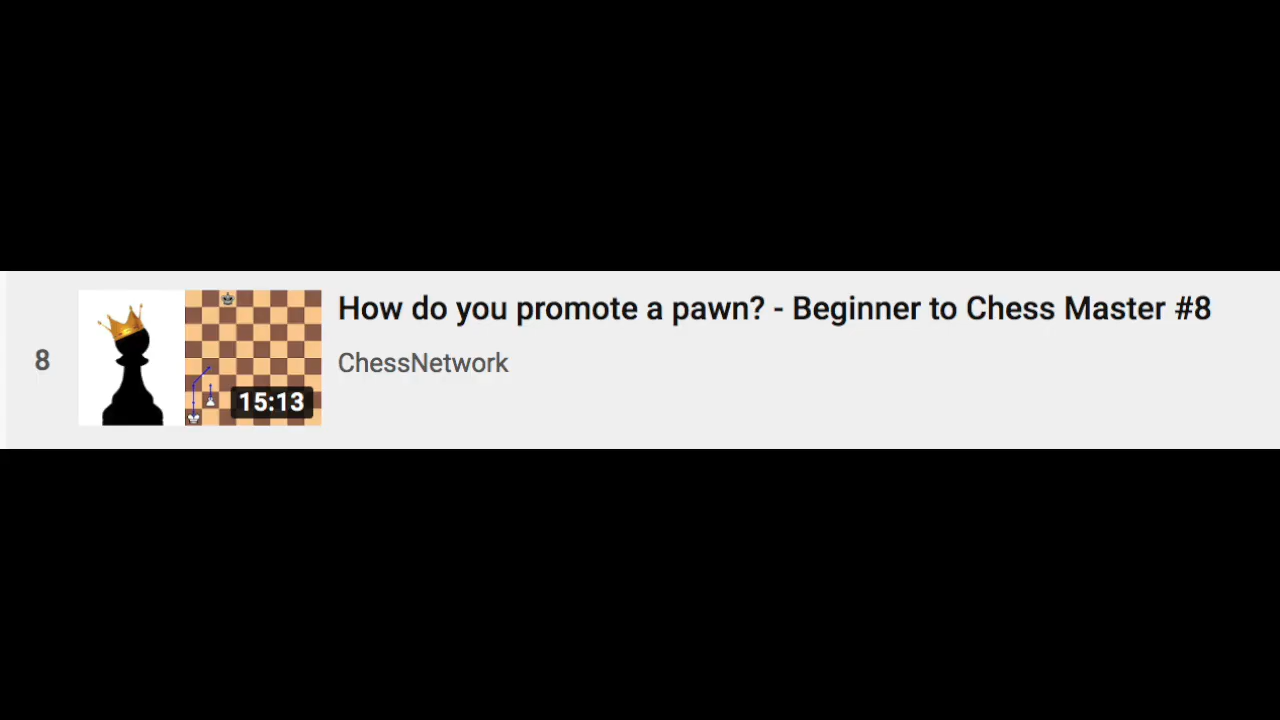 8
15:13
How do you promote a pawn? - Beginner to Chess Master #8
ChessNetwork